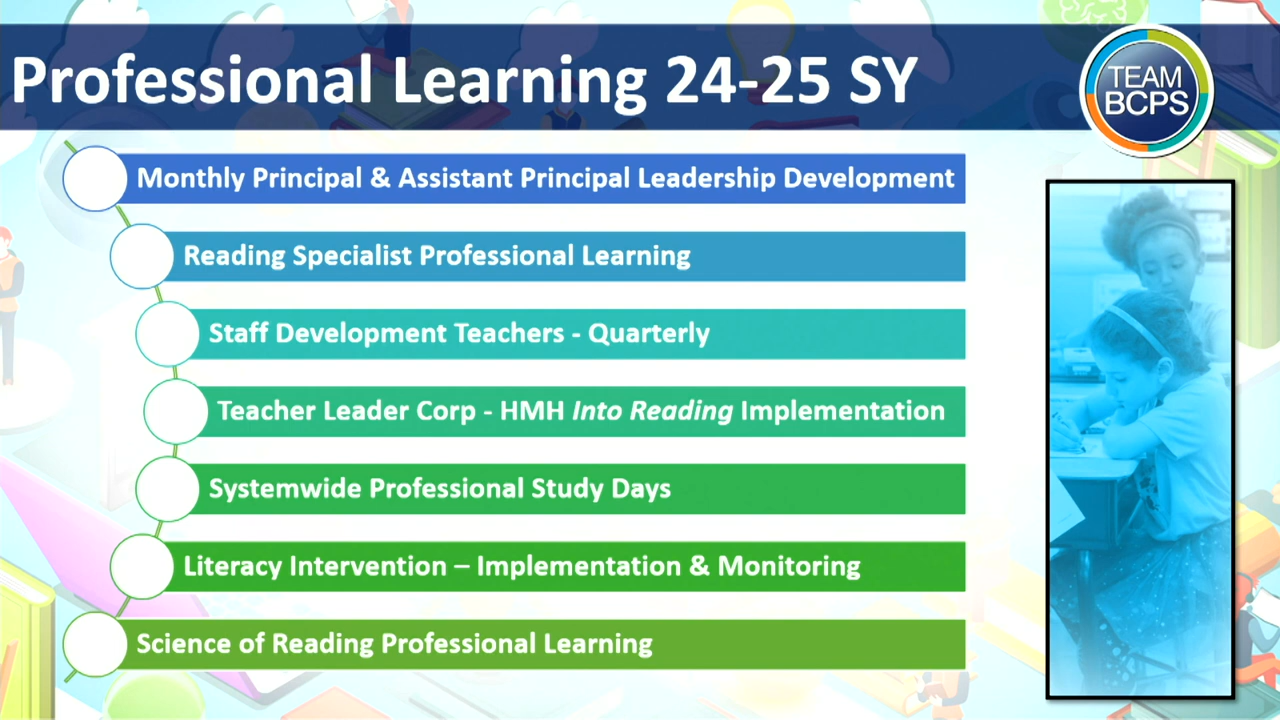 Professional Learning 24-25 SY
TEAM
BCPS
Monthly Principal & Assistant Principal Leadership Development
Reading Specialist Professional Learning
Staff Development Teachers - Quarterly
Teacher Leader Corp - HMH Into Reading Implementation
Systemwide Professional Study Days
Literacy Intervention – Implementation & Monitoring
Science of Reading Professional Learning